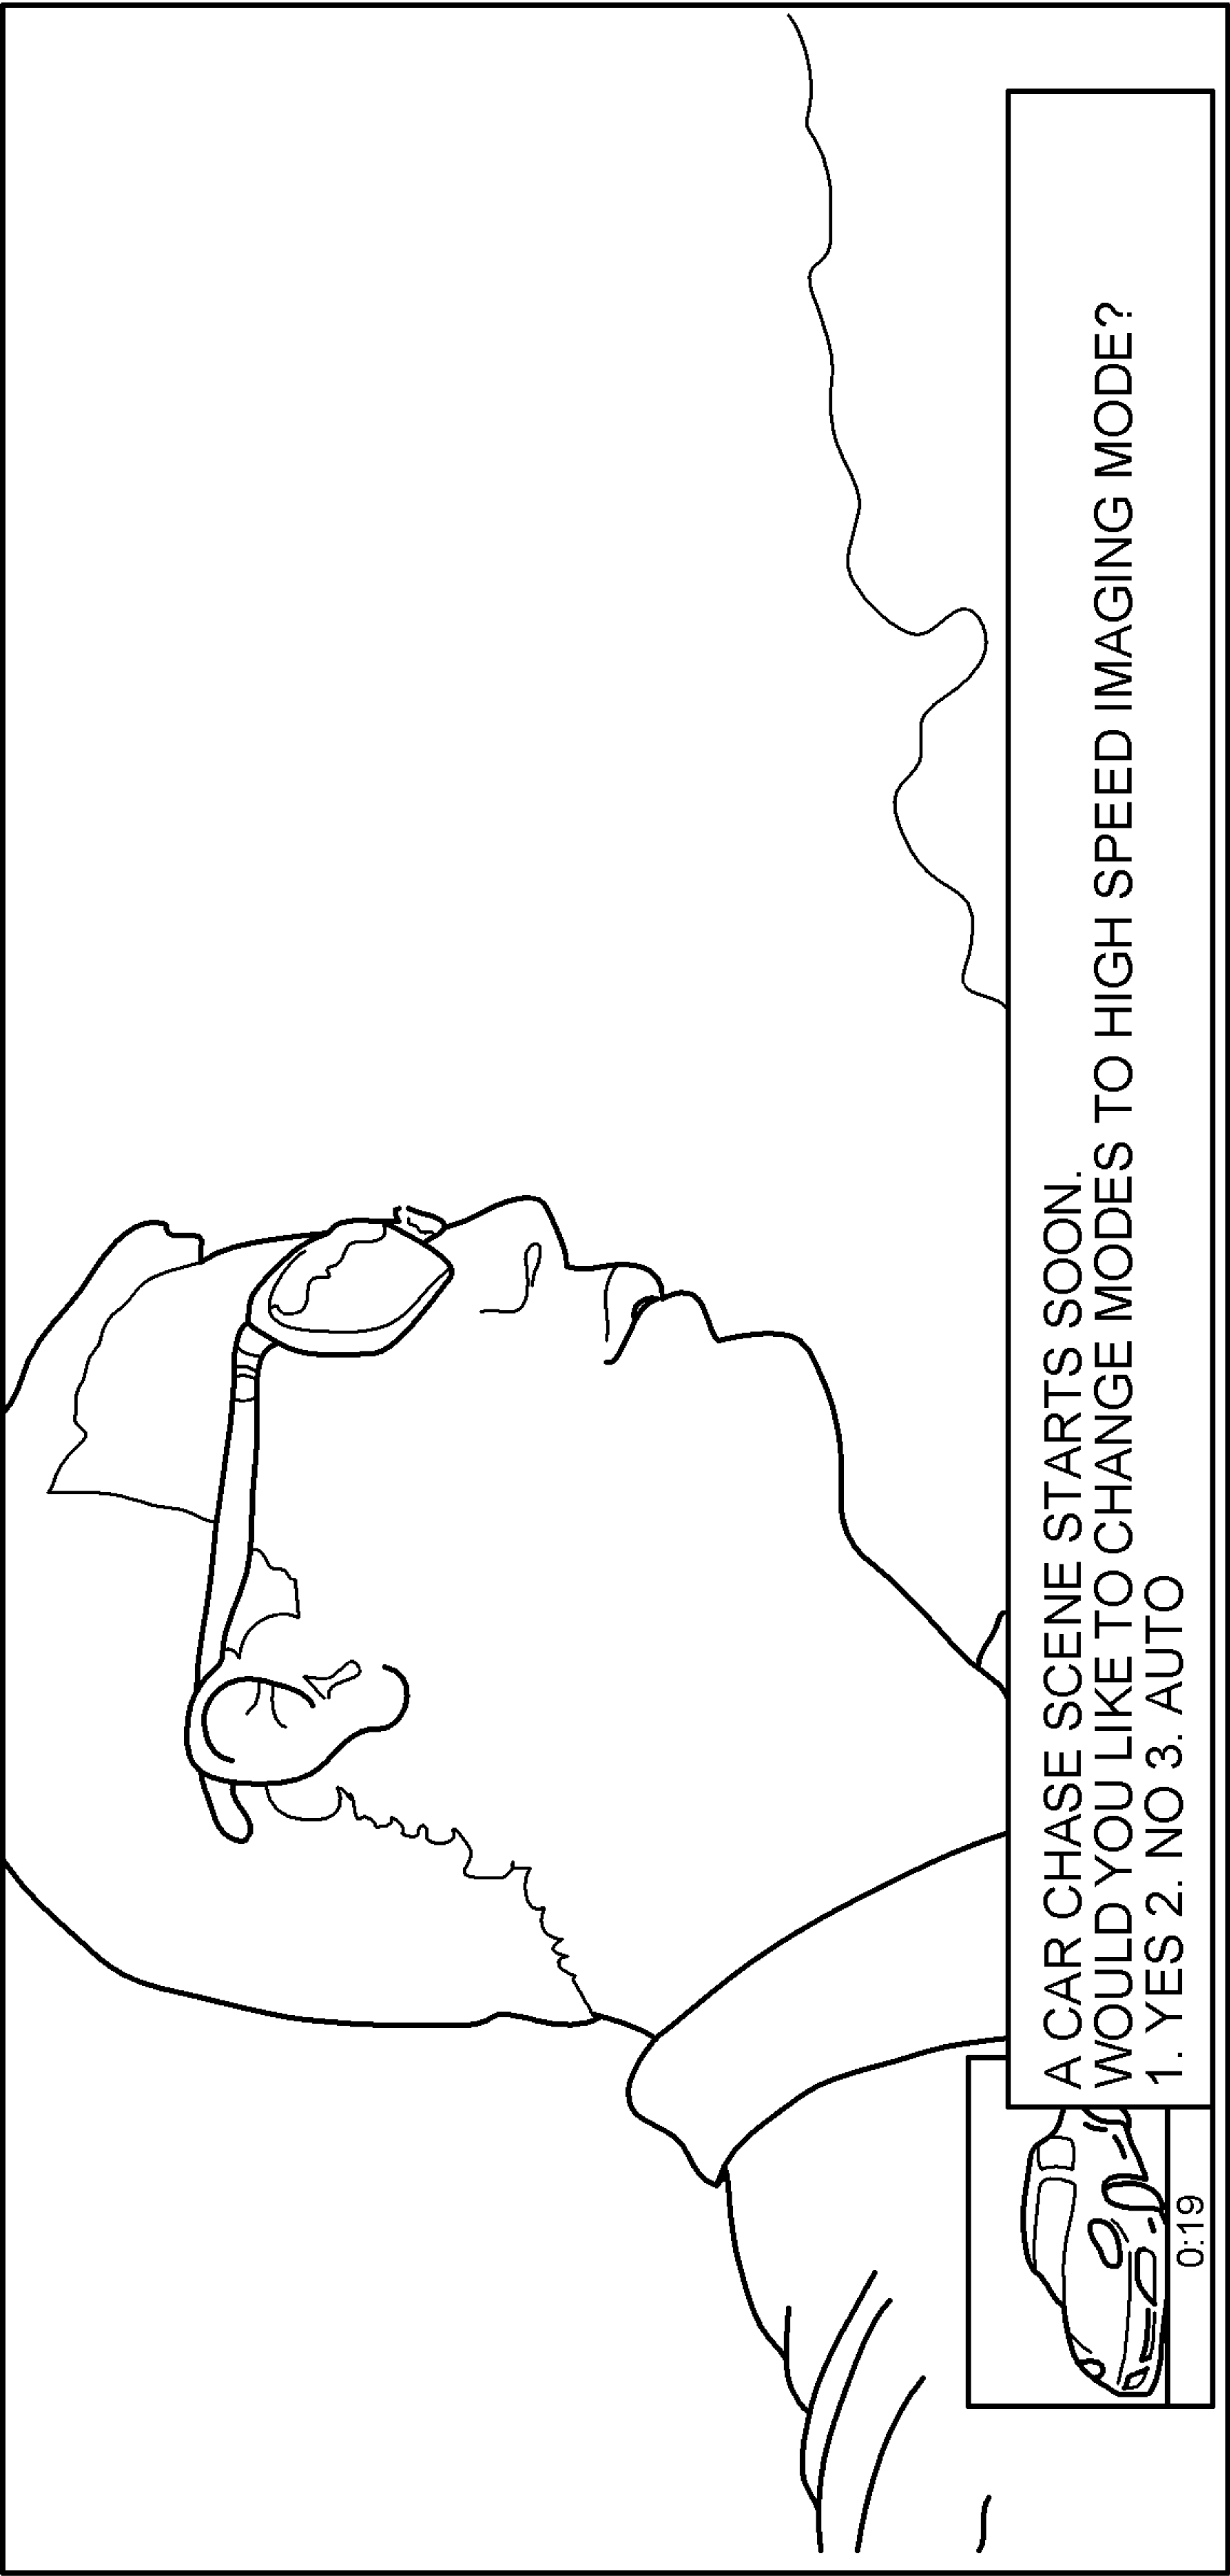 A CAR CHASE SCENE STARTS SOON.
WOULD YOU LIKE TO CHANGE MODES TO HIGH SPEED IMAGING MODE?
1. YES 2. NO 3. AUTO
0:19